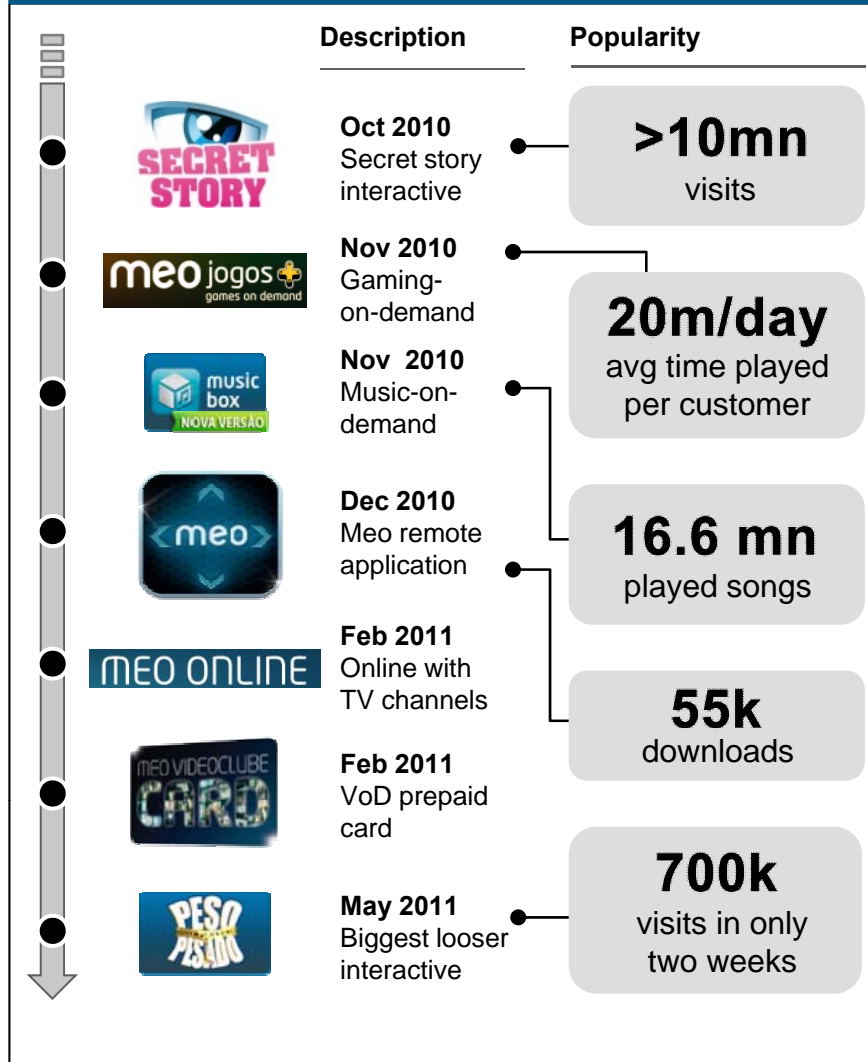 Description
Popularity
SECRET
STORY
Oct 2010
Secret story
interactive
>10mn
visits
meo jogos
games on demand
Nov 2010
Gaming-
on-demand
20m/day
avg time played
per customer
music
box
NOVA VERSÃO
Nov 2010
Music-on-
demand
16.6 mn
played songs
meo
Dec 2010
Meo remote
application
55k
downloads
MEO ONLINE
Feb 2011
Online with
TV channels
MEO VIDEOCLUBE
CARD
Feb 2011
VoD prepaid
card
PESO
PESADO
May 2011
Biggest looser
interactive
700k
visits in only
two weeks